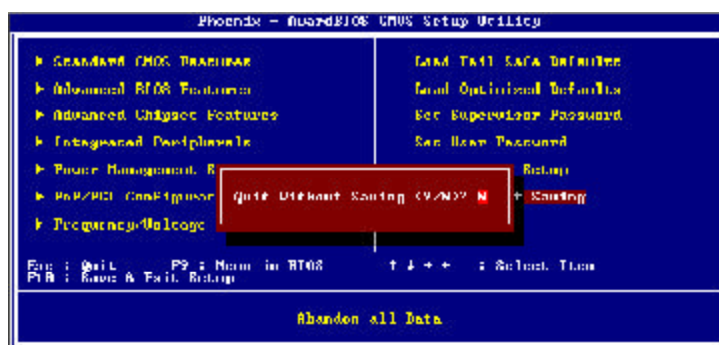 Phoenix - AwardBIOS CMOS Setup Utility
Standard CMOS Features
Advanced BIOS Features
Advanced Chipset Features
Integrated Peripherals
Power Management S
PnP/PCI Configurat
Frequency/Voltage
Load Fail Safe Defaults
Load Optimized Defaults
Set Supervisor Password
Set User Password
Setup
t Saving
Quit Without Saving (Y/N)? N
Esc : Quit F9 : Menu in BIOS ↑ ↓ → ← : Select Item
F10 : Save & Exit Setup
Abandon all Data